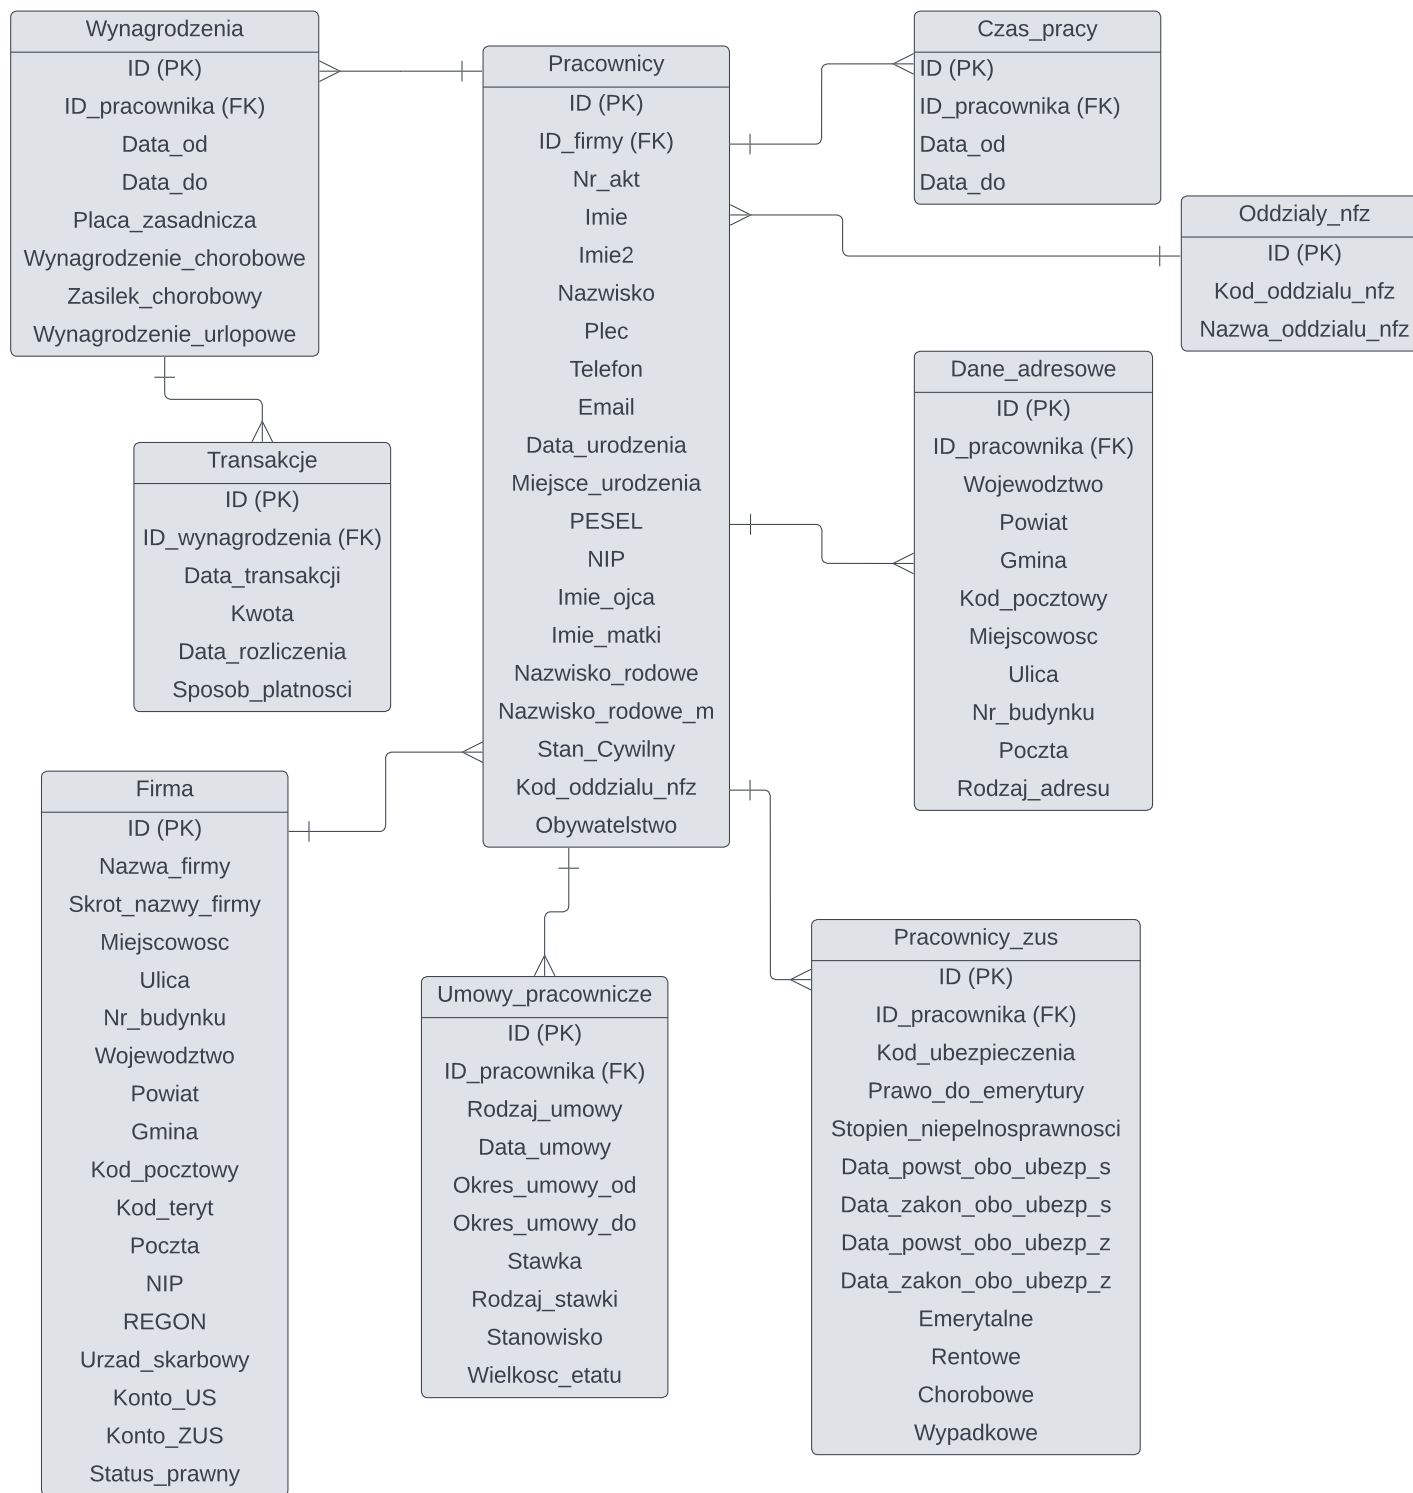 Wynagrodzenia
ID (PK)
ID_pracownika (FK)
Data_od
Data_do
Placa_zasadnicza
Wynagrodzenie_chorobowe
Zasilek_chorobowy
Wynagrodzenie_urlopowe
Transakcje
ID (PK)
ID_wynagrodzenia (FK)
Data_transakcji
Kwota
Data_rozliczenia
Sposob_platnosci
Firma
ID (PK)
Nazwa_firmy
Skrot_nazwy_firmy
Miejscowosc
Ulica
Nr_budynku
Wojewodztwo
Powiat
Gmina
Kod_pocztowy
Kod_teryt
Poczta
NIP
REGON
Urzad_skarbowy
Konto_US
Konto_ZUS
Status_prawny
Pracownicy
ID (PK)
ID_firmy (FK)
Nr_akt
Imie
Imie2
Nazwisko
Plec
Telefon
Email
Data_urodzenia
Miejsce_urodzenia
PESEL
NIP
Imie_ojca
Imie_matki
Nazwisko_rodowe
Nazwisko_rodowe_m
Stan_Cywilny
Kod_oddzialu_nfz
Obywatelstwo
Umowy_pracownicze
ID (PK)
ID_pracownika (FK)
Rodzaj_umowy
Data_umowy
Okres_umowy_od
Okres_umowy_do
Stawka
Rodzaj_stawki
Stanowisko
Wielkosc_etatu
Czas_pracy
ID (PK)
ID_pracownika (FK)
Data_od
Data_do
Oddzialy_nfz
ID (PK)
Kod_oddzialu_nfz
Nazwa_oddzialu_nfz
Dane_adresowe
ID (PK)
ID_pracownika (FK)
Wojewodztwo
Powiat
Gmina
Kod_pocztowy
Miejscowosc
Ulica
Nr_budynku
Poczta
Rodzaj_adresu
Pracownicy_zus
ID (PK)
ID_pracownika (FK)
Kod_ubezpieczenia
Prawo_do_emerytury
Stopien_niepelnosprawnosci
Data_powst_obo_ubezp_s
Data_zakon_obo_ubezp_s
Data_powst_obo_ubezp_z
Data_zakon_obo_ubezp_z
Emerytalne
Rentowe
Chorobowe
Wypadkowe